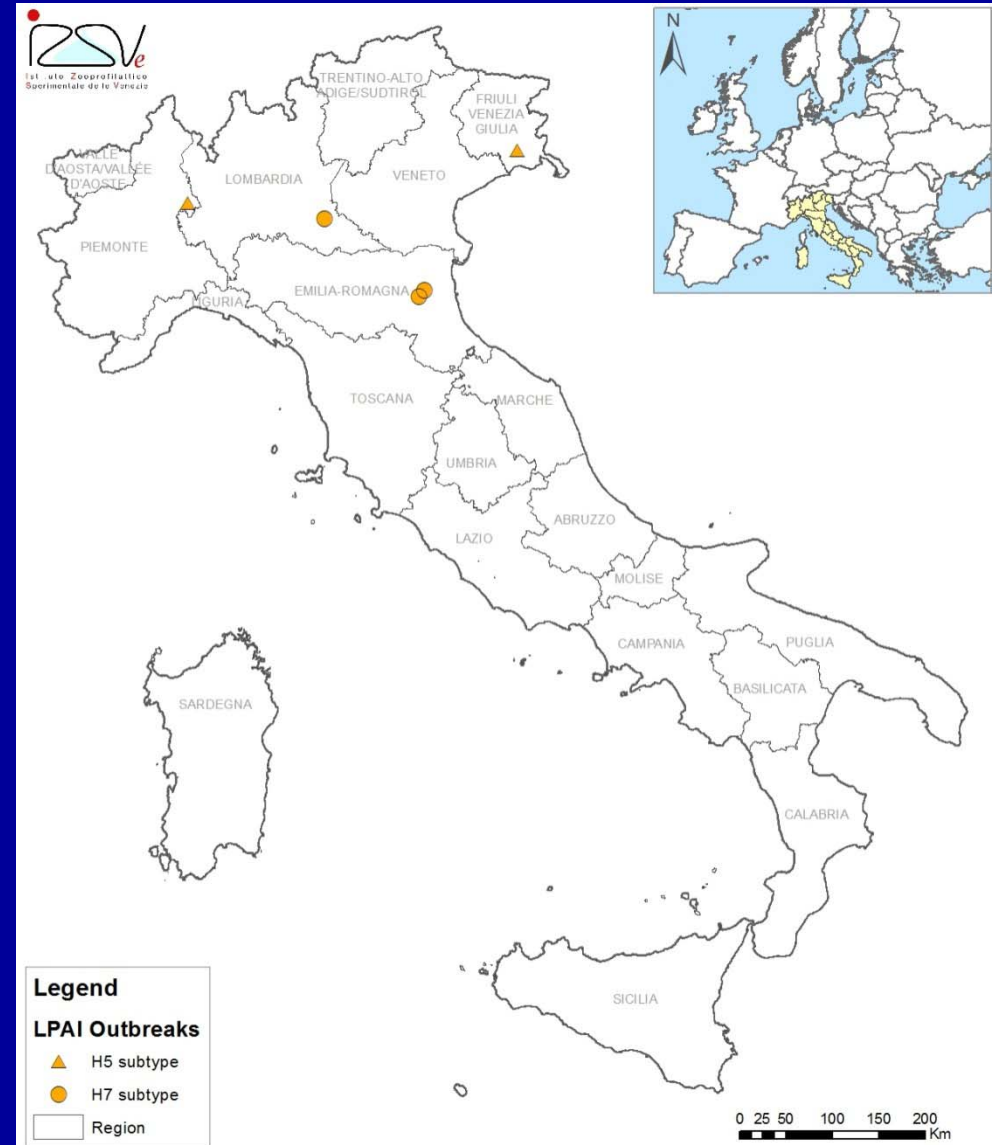 IZSVe
Istituto Zooprofilattico
Sperimentale delle Venezie
N
TRENTINO-ALTO
ADIGE/SUDTIROL
FRIULI
VENEZIA
GIULIA
VALLE
D'AOSTA/VALLÉE
D'AOSTE
LOMBARDIA
VENETO
PIEMONTE
EMILIA-ROMAGNA
LIGURIA
TOSCANA
MARCHE
UMBRIA
ABRUZZO
LAZIO
MOLISE
CAMPANIA
PUGLIA
BASILICATA
SARDEGNA
CALABRIA
SICILIA
Legend
LPAI Outbreaks
H5 subtype
H7 subtype
Region
0 25 50 100 150 200
Km